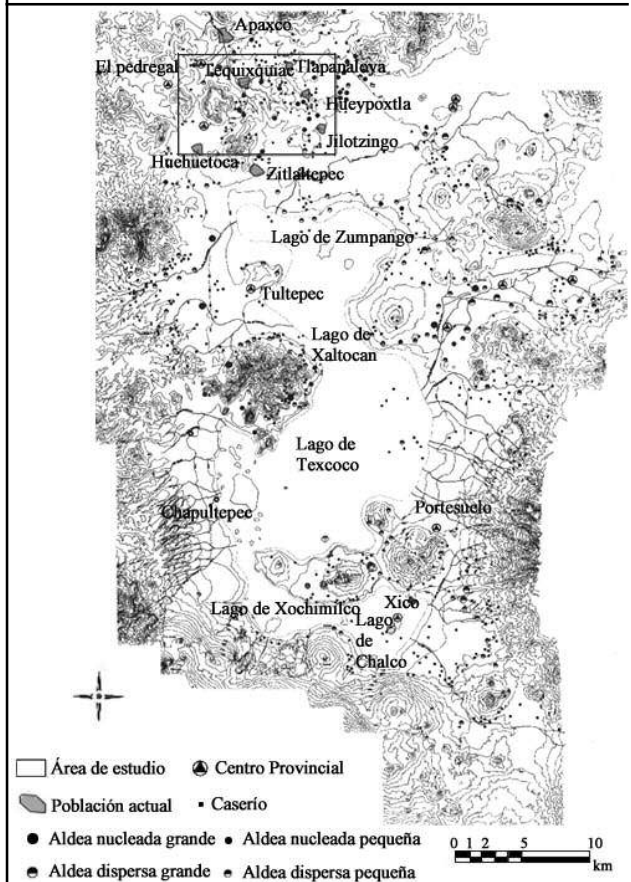 Apaxco
El pedregal
Tequixquiac
Tlapanaloya
Hueypoxtla
Jilotzingo
Huehuetoca
Zitlaltepec
Lago de Zumpango
Tultepec
Lago de
Xaltocan
Lago de
Texcoco
Chapultepec
Portesuelo
Lago de Xochimilco
Xico
Lago
de
Chalco
Área de estudio
Centro Provincial
Población actual
Caserío
Aldea nucleada grande
Aldea nucleada pequeña
Aldea dispersa grande
Aldea dispersa pequeña
0 1 2 5 10
km